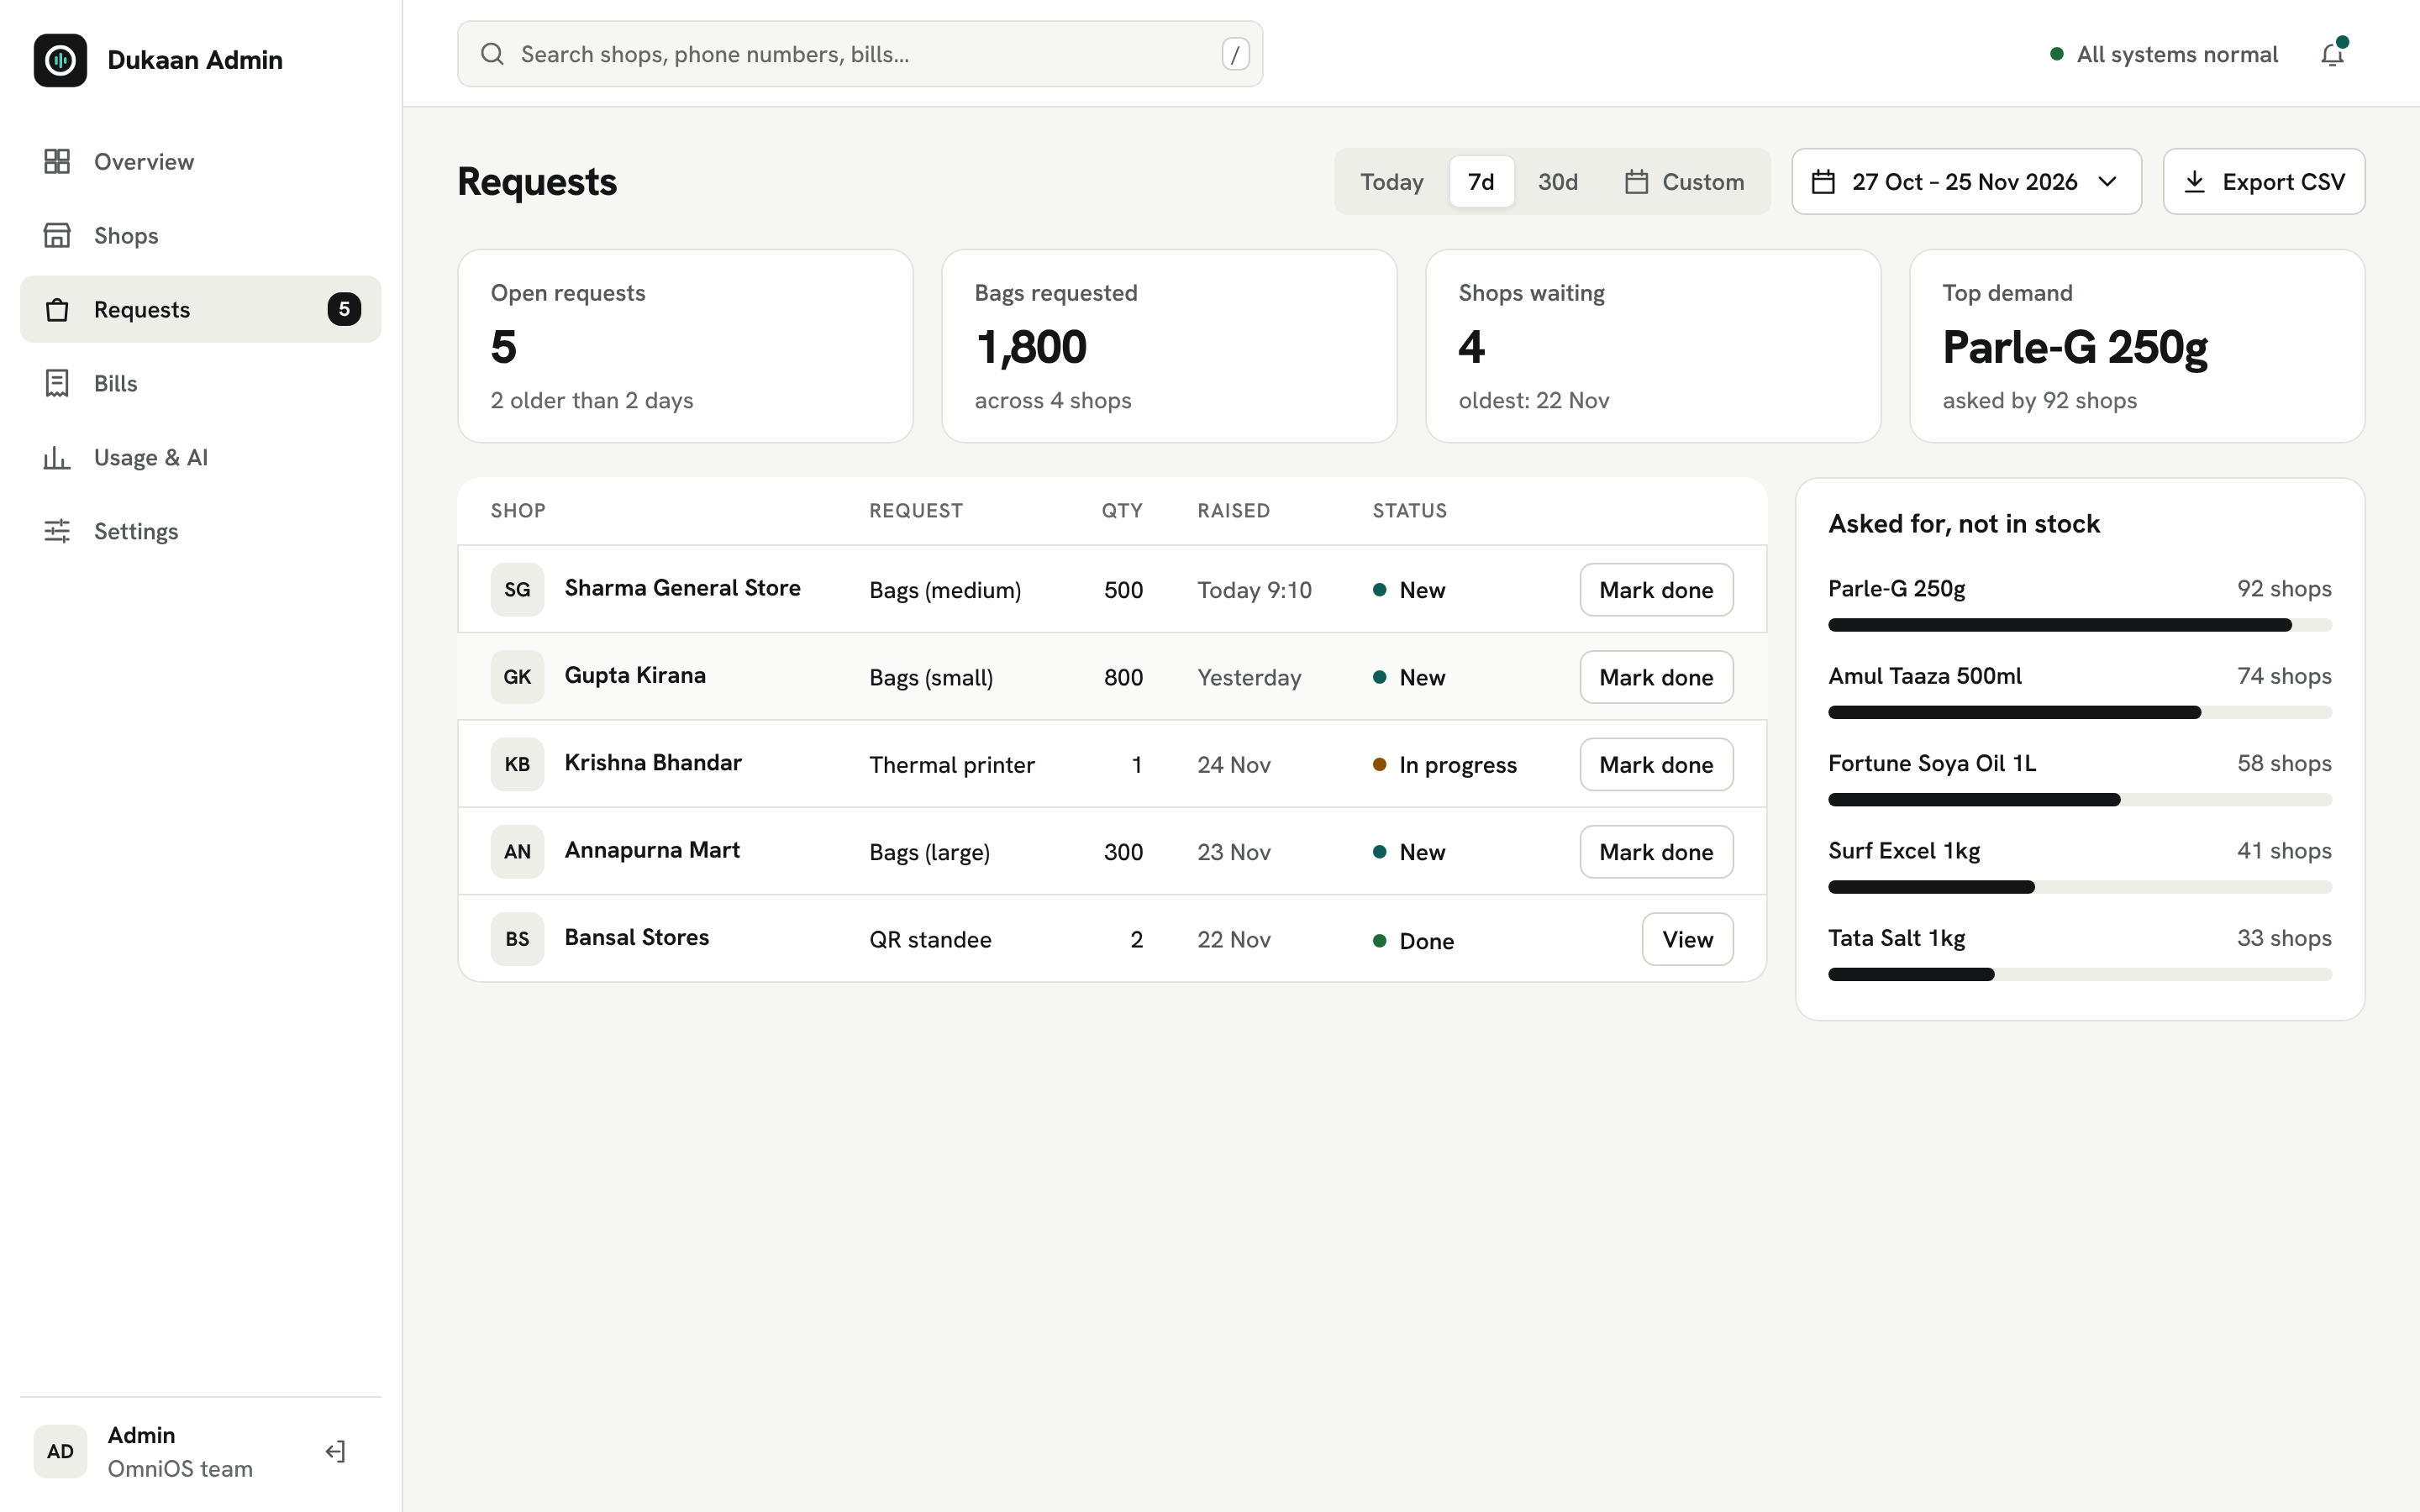 Dukaan Admin
Search shops, phone numbers, bills...
/
All systems normal
Overview
Shops
Requests
5
Bills
Usage & AI
Settings
Requests
Today
7d
30d
Custom
27 Oct – 25 Nov 2026
Export CSV
Open requests
5
2 older than 2 days
Bags requested
1,800
across 4 shops
Shops waiting
4
oldest: 22 Nov
Top demand
Parle-G 250g
asked by 92 shops
SHOP REQUEST QTY RAISED STATUS
SG Sharma General Store Bags (medium) 500 Today 9:10 New Mark done
GK Gupta Kirana Bags (small) 800 Yesterday New Mark done
KB Krishna Bhandar Thermal printer 1 24 Nov In progress Mark done
AN Annapurna Mart Bags (large) 300 23 Nov New Mark done
BS Bansal Stores QR standee 2 22 Nov Done View
Asked for, not in stock
Parle-G 250g 92 shops
Amul Taaza 500ml 74 shops
Fortune Soya Oil 1L 58 shops
Surf Excel 1kg 41 shops
Tata Salt 1kg 33 shops
AD
Admin
OmniOS team